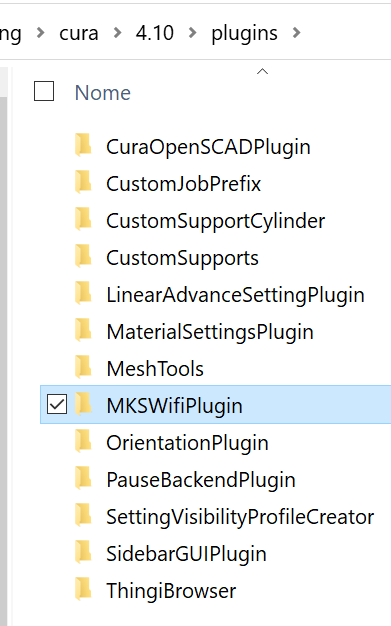 ng > cura > 4.10 > plugins >
Nome
CuraOpenSCADPlugin
CustomJobPrefix
CustomSupportCylinder
CustomSupports
LinearAdvanceSettingPlugin
MaterialSettingsPlugin
MeshTools
MKSWifiPlugin
OrientationPlugin
PauseBackendPlugin
SettingVisibilityProfileCreator
SidebarGUIPlugin
ThingiBrowser